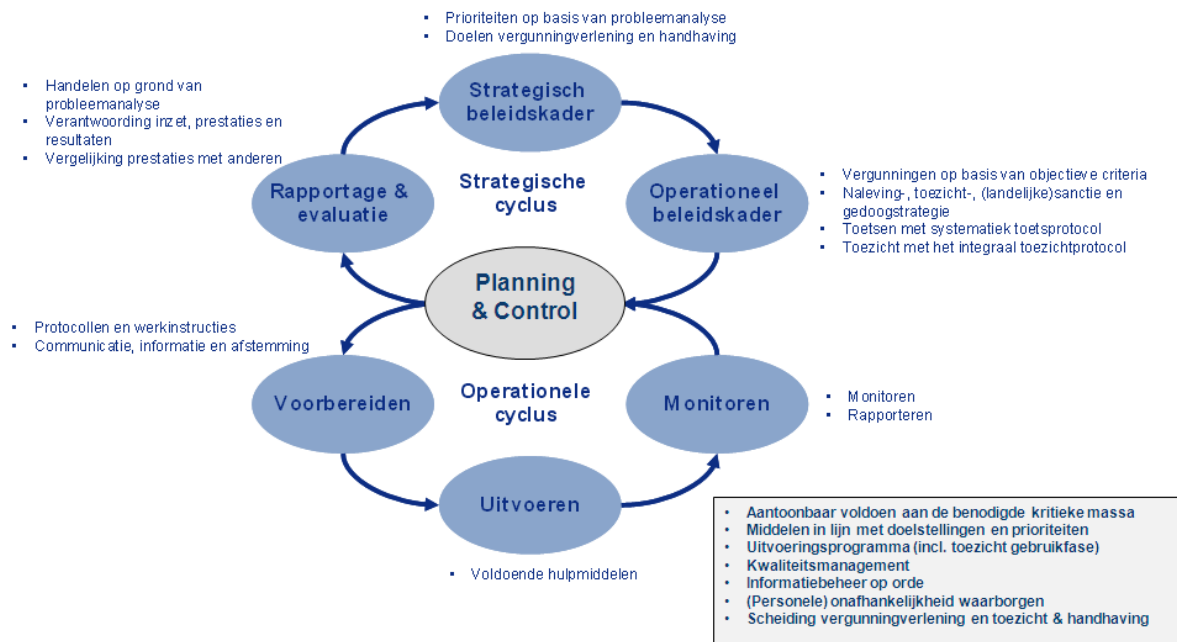 ▪ Prioriteiten op basis van probleemanalyse
▪ Doelen vergunningverlening en handhaving
▪ Handelen op grond van
probleemanalyse
▪ Verantwoording inzet, prestaties en
resultaten
▪ Vergelijking prestaties met anderen
Strategisch
beleidskader
Rapportage &
evaluatie
Strategische
cyclus
Operationeel
beleidskader
▪ Vergunningen op basis van objectieve criteria
▪ Naleving-, toezicht-, (landelijke)sanctie en
gedoogstrategie
▪ Toetsen met systematiek toetsprotocol
▪ Toezicht met het integraal toezichtprotocol
Planning
& Control
▪ Protocollen en werkinstructies
▪ Communicatie, informatie en afstemming
Voorbereiden
Operationele
cyclus
Monitoren
▪ Monitoren
▪ Rapporteren
Uitvoeren
▪ Voldoende hulpmiddelen
• Aantoonbaar voldoen aan de benodigde kritieke massa
• Middelen in lijn met doelstellingen en prioriteiten
• Uitvoeringsprogramma (incl. toezicht gebruikfase)
• Kwaliteitsmanagement
• Informatiebeheer op orde
• (Personele) onafhankelijkheid waarborgen
• Scheiding vergunningverlening en toezicht & handhaving